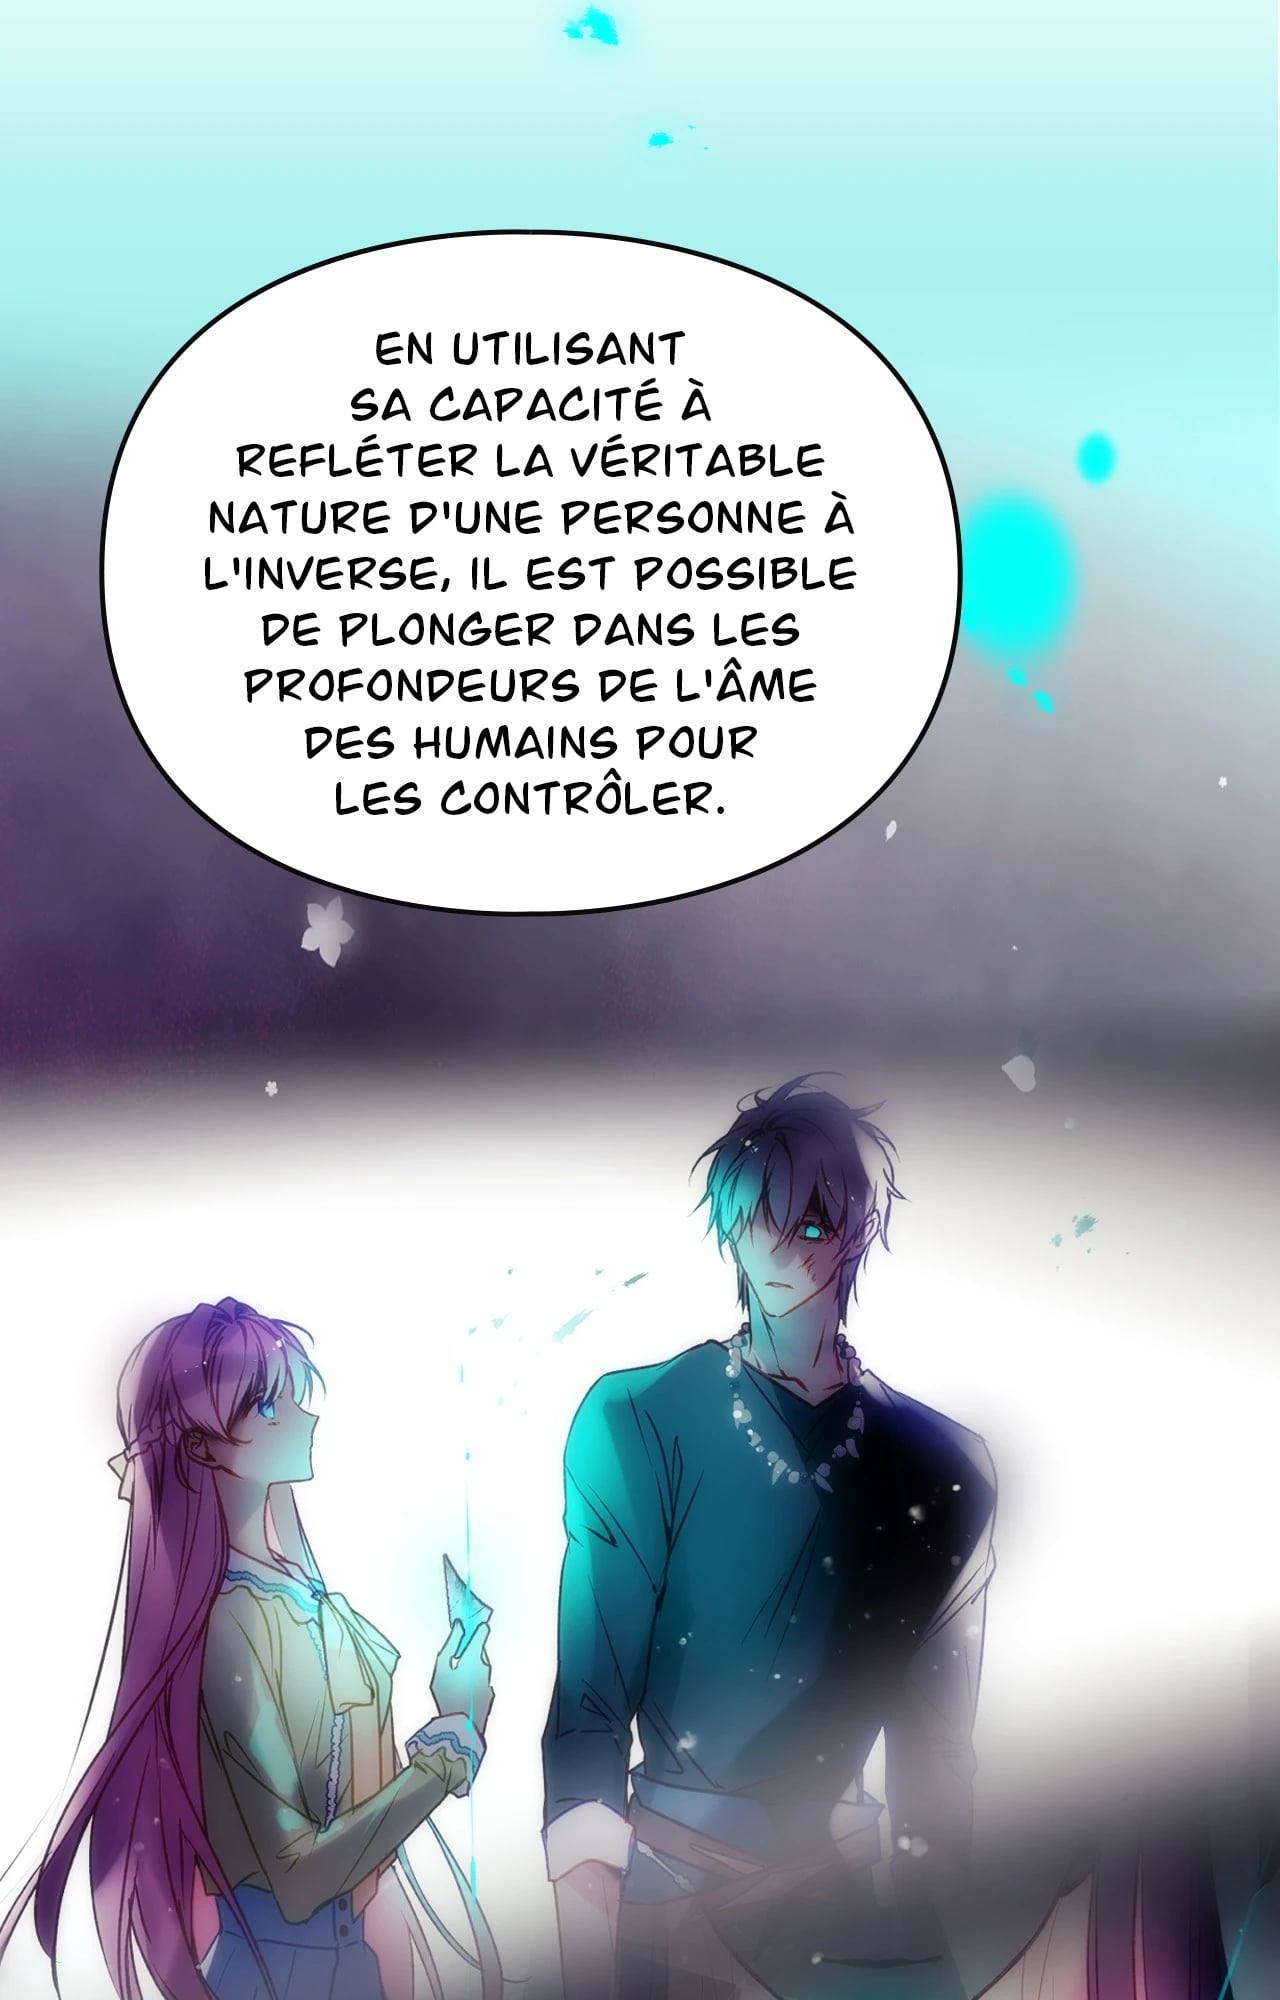 EN UTILISANT
SA CAPACITÉ À
REFLÉTER LA VÉRITABLE
NATURE D'UNE PERSONNE À
L'INVERSE, IL EST POSSIBLE
DE PLONGER DANS LES
PROFONDEURS DE L'ÂME
DES HUMAINS POUR
LES CONTRÔLER.